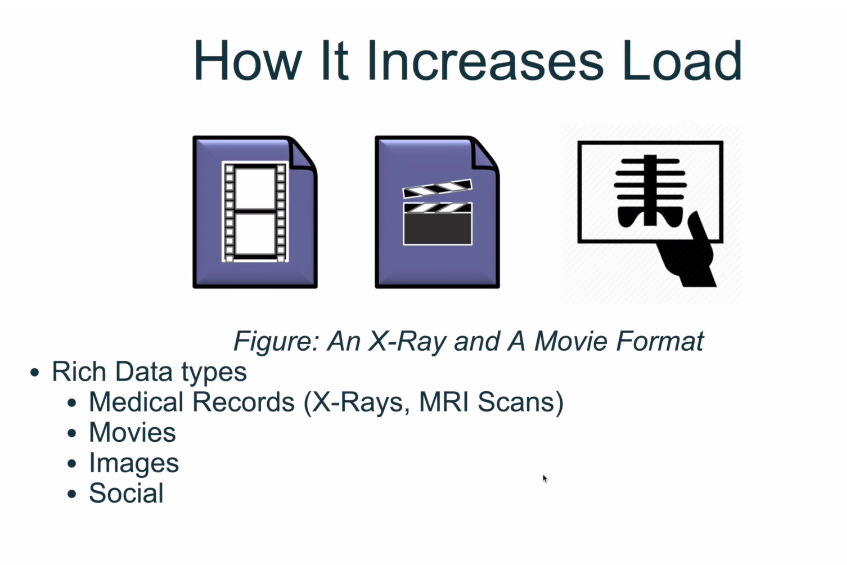 How It Increases Load
Figure: An X-Ray and A Movie Format
• Rich Data types
• Medical Records (X-Rays, MRI Scans)
• Movies
• Images
• Social